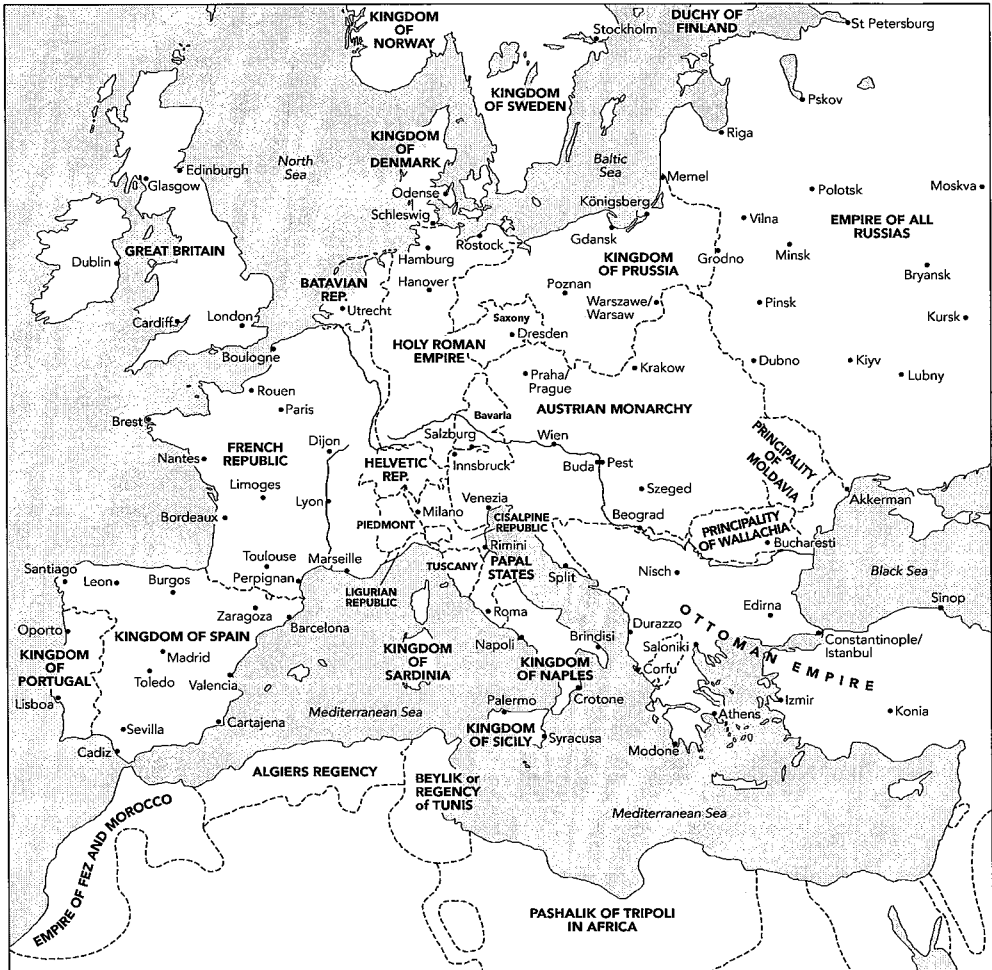 KINGDOM
OF
NORWAY
DUCHY OF
FINLAND
St Petersburg
Stockholm
KINGDOM
OF SWEDEN
Pskov
Riga
KINGDOM
OF
DENMARK
North
Sea
Baltic
Sea
Edinburgh
Glasgow
Memel
Polotsk
Moskva
Odense
Schleswig
Königsberg
Vilna
EMPIRE OF ALL
RUSSIAS
Rostock
Gdansk
GREAT BRITAIN
Dublin
Hamburg
KINGDOM
OF PRUSSIA
Grodno
Minsk
Bryansk
BATAVIAN
REP.
Hanover
Utrecht
Poznan
Warszawe/
Warsaw
Pinsk
Kursk
Cardiff
London
Saxony
Dresden
HOLY ROMAN
EMPIRE
Boulogne
Praha/
Prague
Krakow
Dubno
Kiyv
Lubny
Rouen
Paris
Brest
Bavaria
AUSTRIAN MONARCHY
Nantes
FRENCH
REPUBLIC
Dijon
Salzburg
Wien
PRINCIPALITY
OF
MOLDAVIA
HELVETIC
REP.
Innsbruck
Buda
Pest
Limoges
Szeged
Akkerman
Lyon
Milano
Venezia
Bordeaux
PIEDMONT
CISALPINE
REPUBLIC
Beograd
PRINCIPALITY
OF WALLACHIA
Bucharesti
Rimini
Toulouse
Marseille
TUSCANY
PAPAL
STATES
Split
Nisch
Black Sea
Santiago
Leon
Burgos
Perpignan
LIGURIAN
REPUBLIC
Zaragoza
Barcelona
Roma
Edirna
Sinop
Oporto
KINGDOM OF SPAIN
Napoli
Brindisi
Durazzo
OTTOMAN EMPIRE
Constantinople/
Istanbul
KINGDOM
OF
PORTUGAL
Madrid
Toledo
Valencia
KINGDOM
OF
SARDINIA
KINGDOM
OF NAPLES
Saloniki
Corfu
Lisboa
Mediterranean Sea
Palermo
Crotone
Izmir
Konia
Sevilla
Cartajena
KINGDOM
OF SICILY
Syracusa
Athens
Cadiz
Modone
ALGIERS REGENCY
BEYLIK or
REGENCY
of TUNIS
EMPIRE OF FEZ AND MOROCCO
Mediterranean Sea
PASHALIK OF TRIPOLI
IN AFRICA